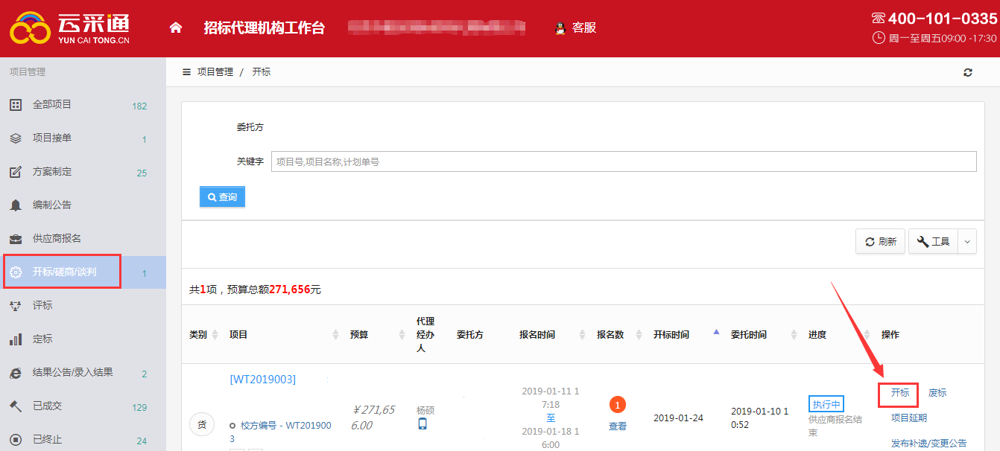 云采通
YUN CAI TONG.CN
招标代理机构工作台
客服
400-101-0335
周一至周五09:00 -17:30
项目管理
全部项目 182
项目接单 1
方案制定 25
编制公告
供应商报名
开标/磋商/谈判 1
评标
定标
结果公告/录入结果 2
已成交 129
已终止 24
项目管理 / 开标
委托方
关键字 项目号,项目名称,计划单号
查询
刷新 工具
共1项，预算总额271,656元
类别 项目 预算 代理经办人 委托方 报名时间 报名数 开标时间 委托时间 进度 操作
货
[WT2019003]
校方编号 - WT201900
3
￥271,65
6.00
杨硕
2019-01-11 1
7:18
至
2019-01-18 1
6:00
1
查看
2019-01-24
2019-01-10 1
0:52
执行中
供应商报名结
束
开标 废标
项目延期
发布补遗/变更公告